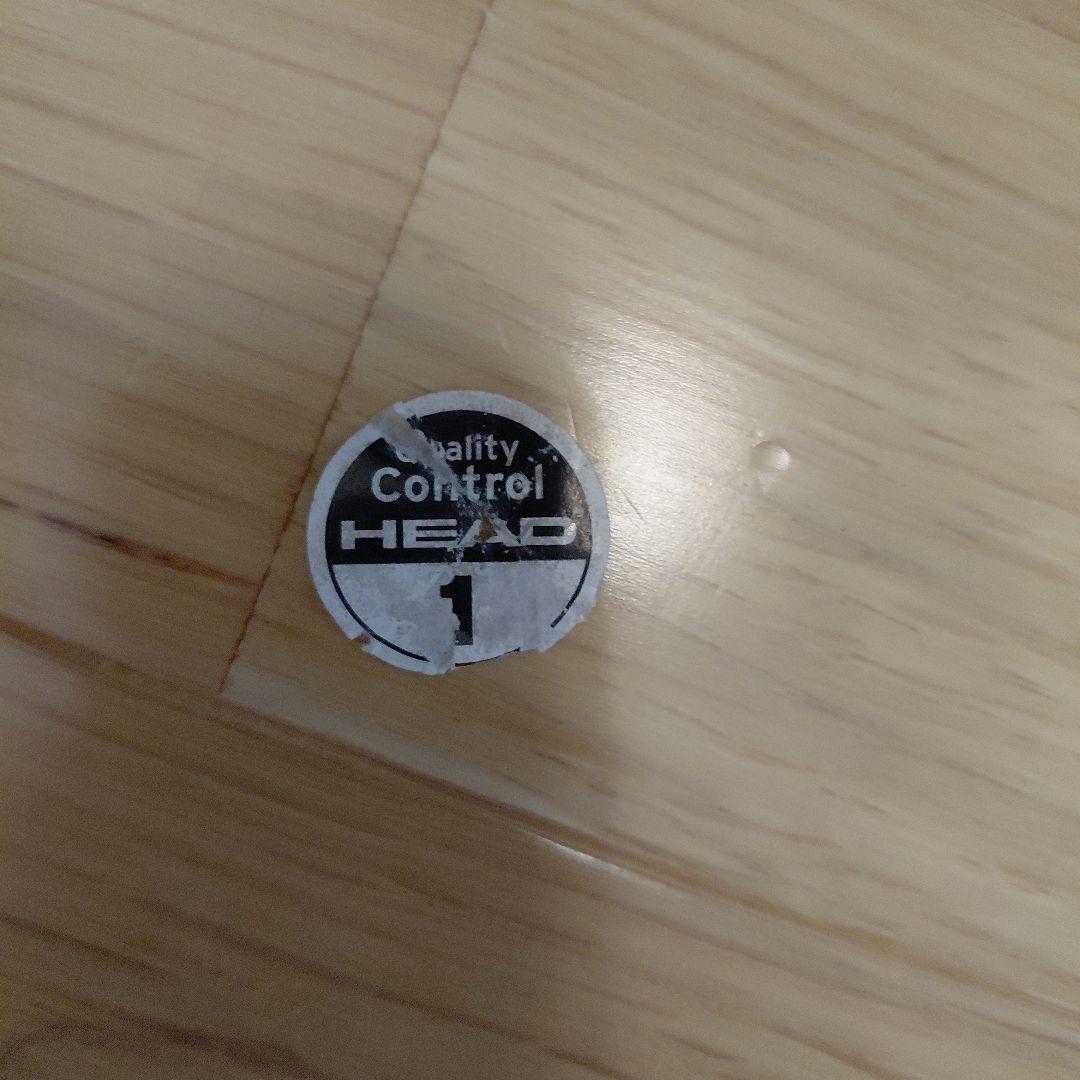 Quality
Control
HEAD
1